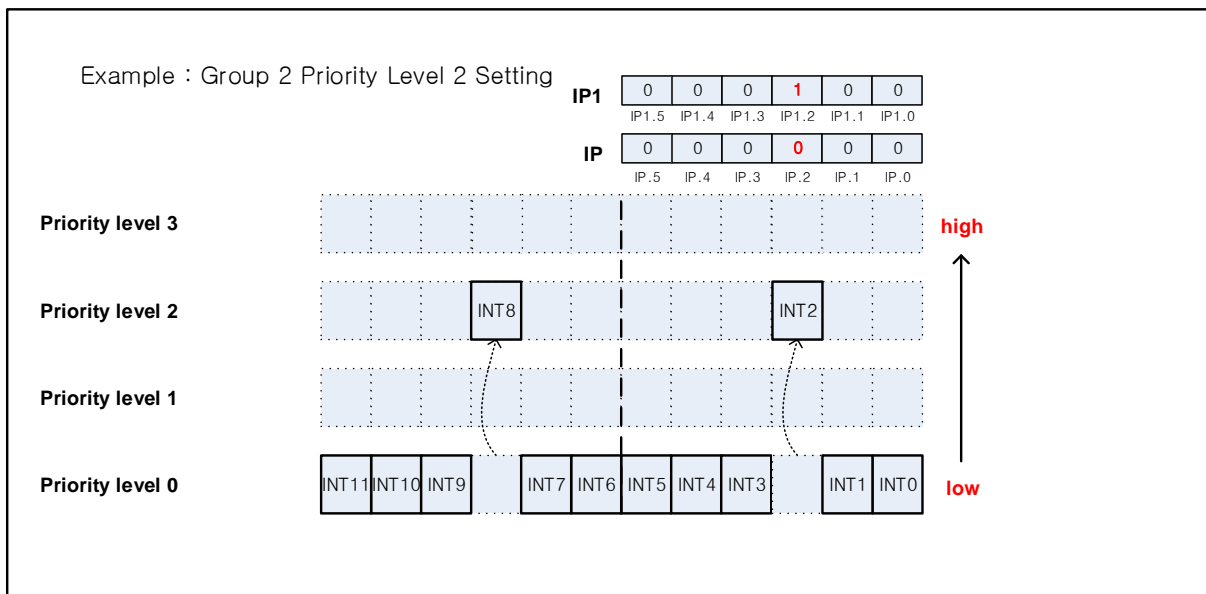 Example : Group 2 Priority Level 2 Setting
IP1 0 0 0 1 0 0
IP1.5 IP1.4 IP1.3 IP1.2 IP1.1 IP1.0
IP 0 0 0 0 0 0
IP.5 IP.4 IP.3 IP.2 IP.1 IP.0
Priority level 3 high
Priority level 2 INT8 INT2
Priority level 1
Priority level 0 INT11 INT10 INT9 INT7 INT6 INT5 INT4 INT3 INT1 INT0 low